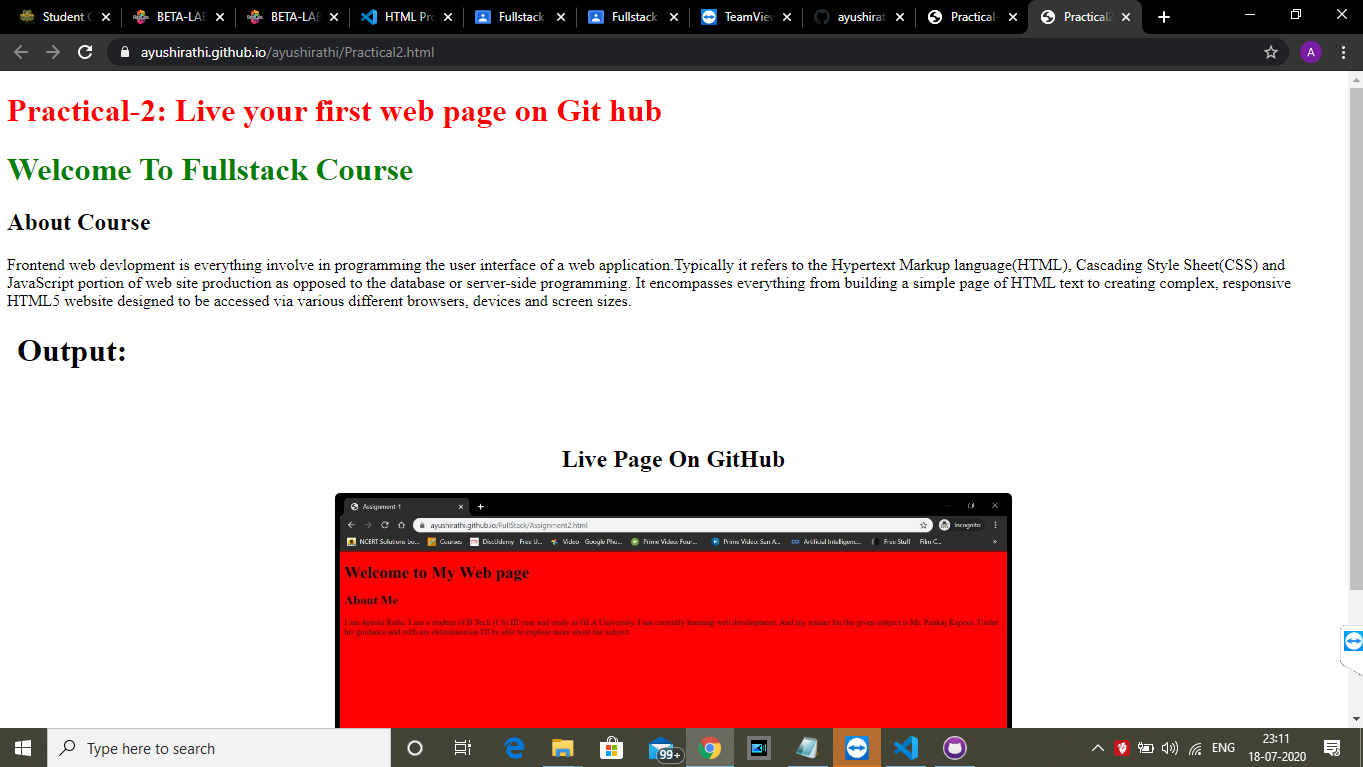 Student C
BETA-LAB
BETA-LAB
HTML Pro
Fullstack
Fullstack
TeamView
ayushirat
Practical-
Practical2
ayushirathi.github.io/ayushirathi/Practical2.html
A
Practical-2: Live your first web page on Git hub
Welcome To Fullstack Course
About Course
Frontend web devlopment is everything involve in programming the user interface of a web application.Typically it refers to the Hypertext Markup language(HTML), Cascading Style Sheet(CSS) and
JavaScript portion of web site production as opposed to the database or server-side programming. It encompasses everything from building a simple page of HTML text to creating complex, responsive
HTML5 website designed to be accessed via various different browsers, devices and screen sizes.
Output:
Live Page On GitHub
Assignment-1
ayushirathi.github.io/FullStack/Assignment2.html
Incognito
NCERT Solutions bo...
Courses
DiscUdemy - Free U...
Video - Google Pho...
Prime Video: Four...
Prime Video: San A...
Artificial Intelligenc...
Free Stuff - Film C...
Welcome to My Web page
About Me
I am Ayushi Rathi. I am a student of B.Tech (CS) III year and study in GLA University. I am currently learning web development. And my trainer for the given subject is Mr. Pankaj Kapoor. Under
his guidance and with my determination I'll be able to explore more about the subject
Type here to search
99+
ENG
23:11
18-07-2020